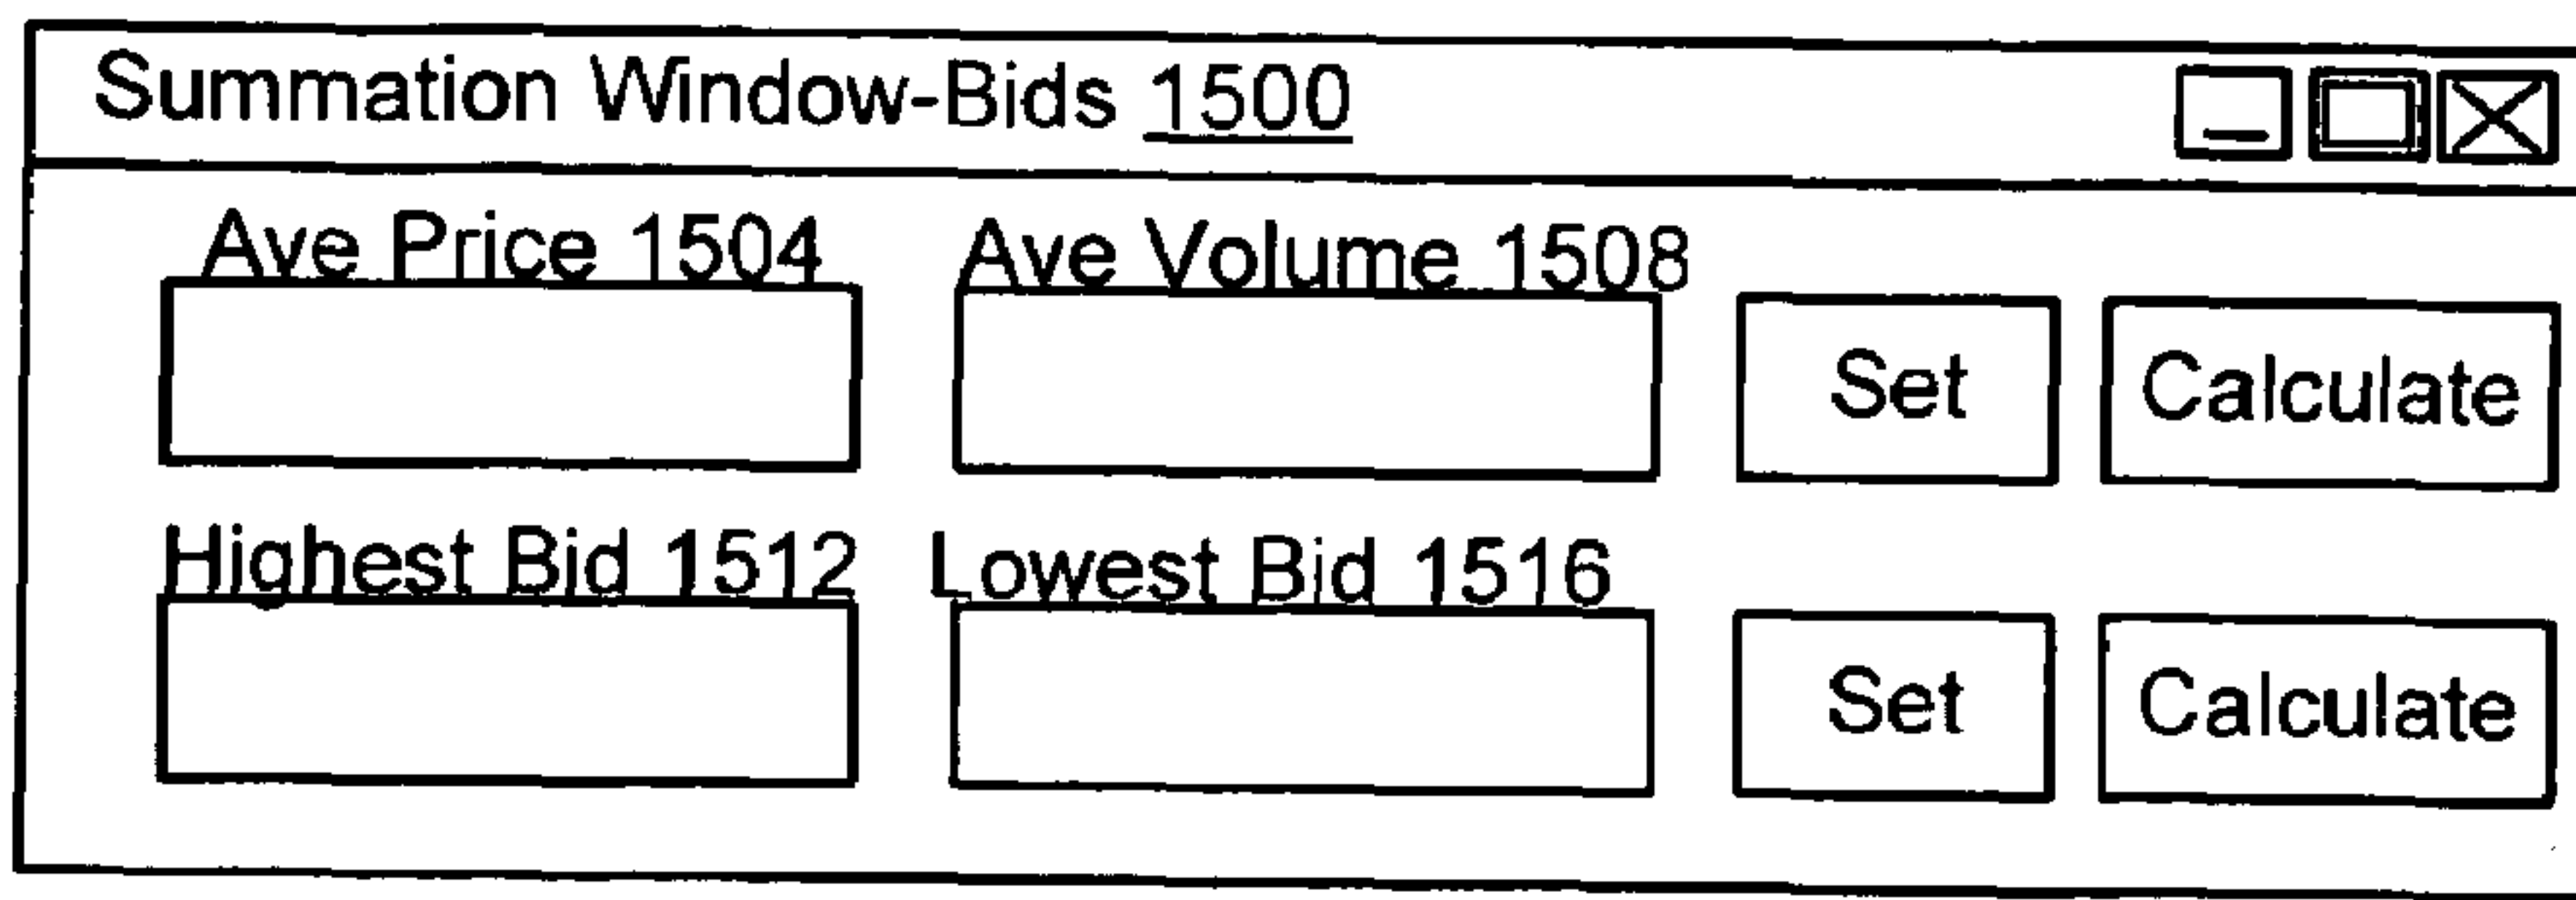 Summation Window-Bids 1500
Ave Price 1504 Ave Volume 1508
Set Calculate
Highest Bid 1512 Lowest Bid 1516
Set Calculate